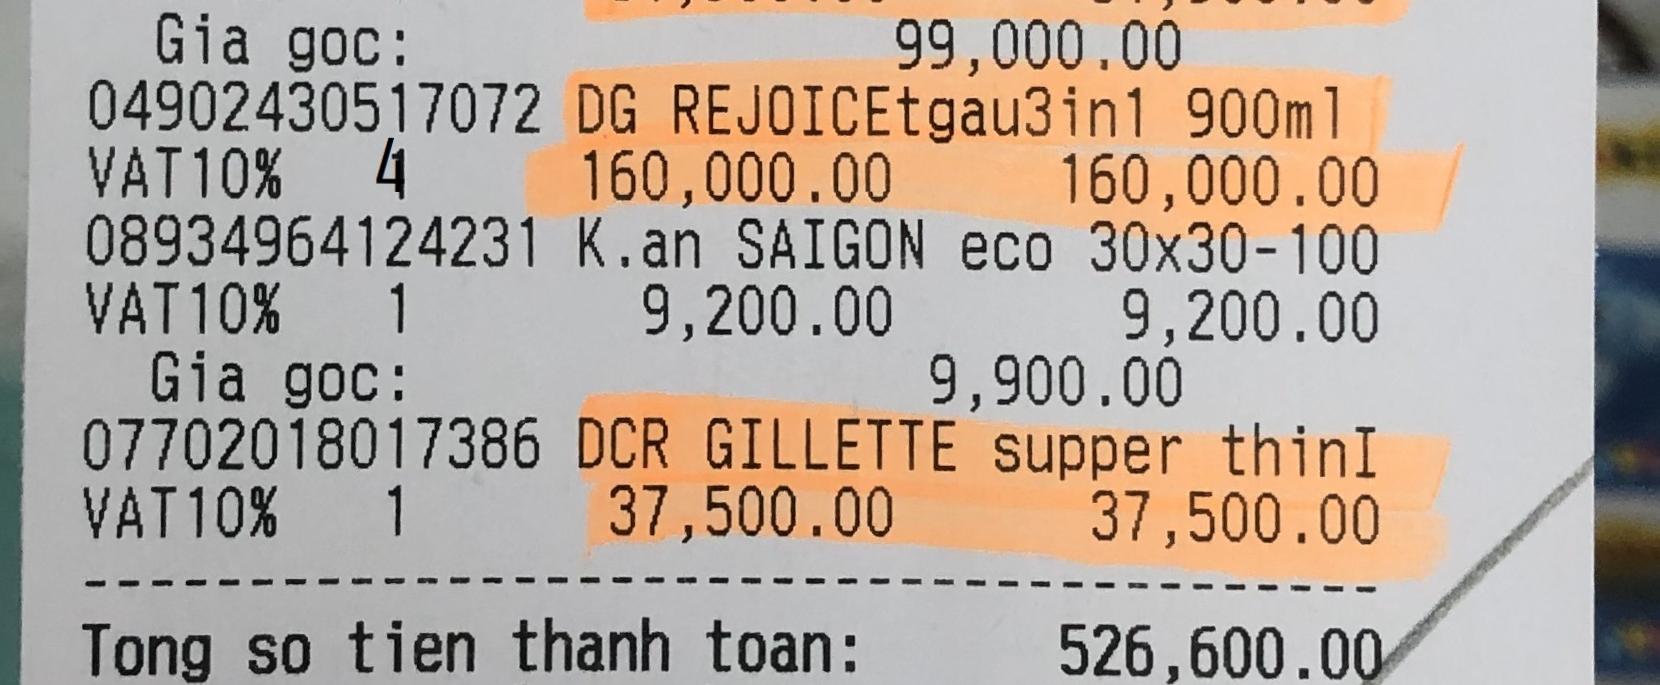 Gia goc: 99,000.00
04902430517072 DG REJOICEtgau3in1 900ml
VAT10% 4 160,000.00 160,000.00
08934964124231 K.an SAIGON eco 30x30-100
VAT10% 1 9,200.00 9,200.00
Gia goc: 9,900.00
07702018017386 DCR GILLETTE supper thinI
VAT10% 1 37,500.00 37,500.00
Tong so tien thanh toan: 526,600.00